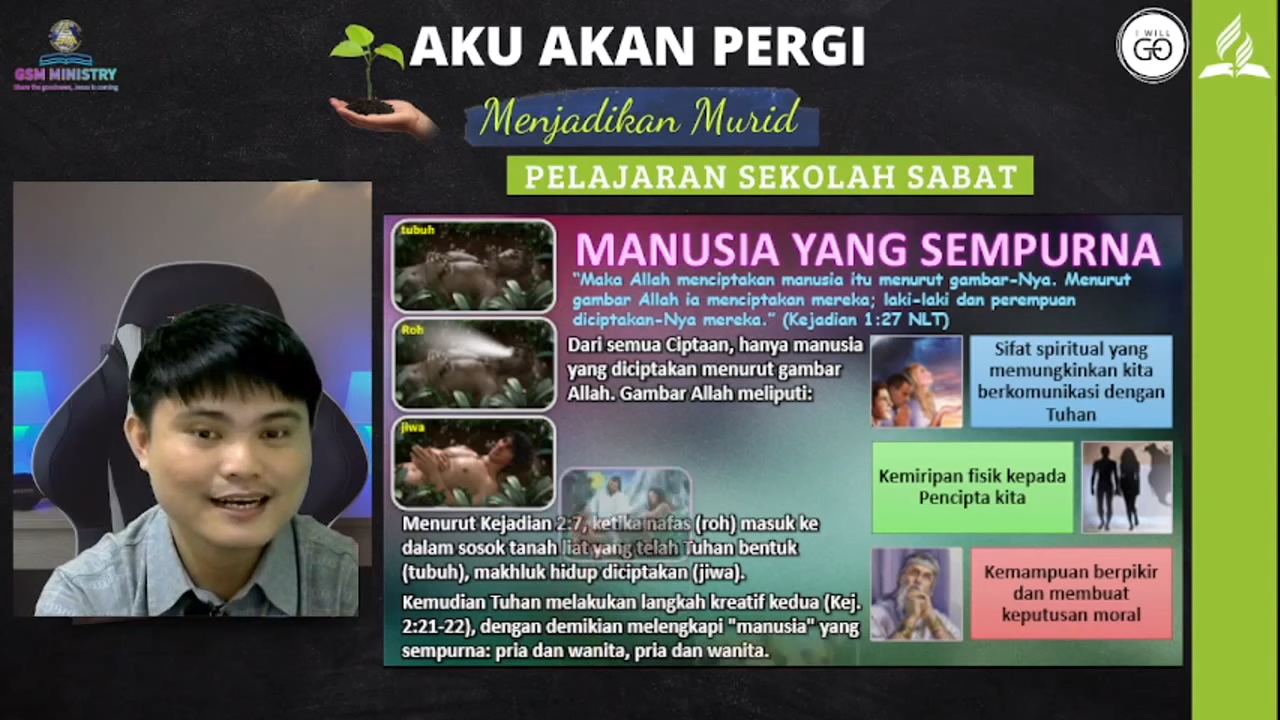 AKU AKAN PERGI
Menjadikan Murid
PELAJARAN SEKOLAH SABAT
GSM MINISTRY
Share the goodnews, Jesus is coming
I WILL
GO
tubuh
Roh
jiwa
MANUSIA YANG SEMPURNA
"Maka Allah menciptakan manusia itu menurut gambar-Nya. Menurut
gambar Allah ia menciptakan mereka; laki-laki dan perempuan
diciptakan-Nya mereka." (Kejadian 1:27 NLT)
Dari semua Ciptaan, hanya manusia
yang diciptakan menurut gambar
Allah. Gambar Allah meliputi:
Sifat spiritual yang
memungkinkan kita
berkomunikasi dengan
Tuhan
Kemiripan fisik kepada
Pencipta kita
Kemampuan berpikir
dan membuat
keputusan moral
Menurut Kejadian 2:7, ketika nafas (roh) masuk ke
dalam sosok tanah liat yang telah Tuhan bentuk
(tubuh), makhluk hidup diciptakan (jiwa).
Kemudian Tuhan melakukan langkah kreatif kedua (Kej.
2:21-22), dengan demikian melengkapi "manusia" yang
sempurna: pria dan wanita, pria dan wanita.